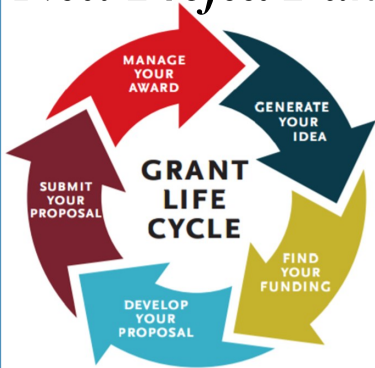 GRANT
LIFE
CYCLE
GENERATE
YOUR
IDEA
FIND
YOUR
FUNDING
DEVELOP
YOUR
PROPOSAL
SUBMIT
YOUR
PROPOSAL
MANAGE
YOUR
AWARD